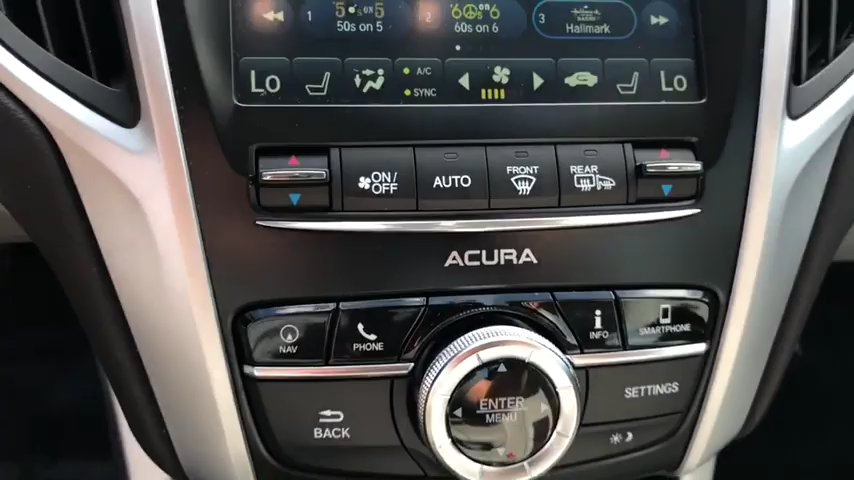 1
50s on 5
50s on 5
2
60s on 6
60s on 6
3
Hallmark
Lo
A/C
SYNC
Lo
ON/
OFF
AUTO
FRONT
REAR
ACURA
NAV
PHONE
INFO
SMARTPHONE
ENTER
MENU
SETTINGS
BACK